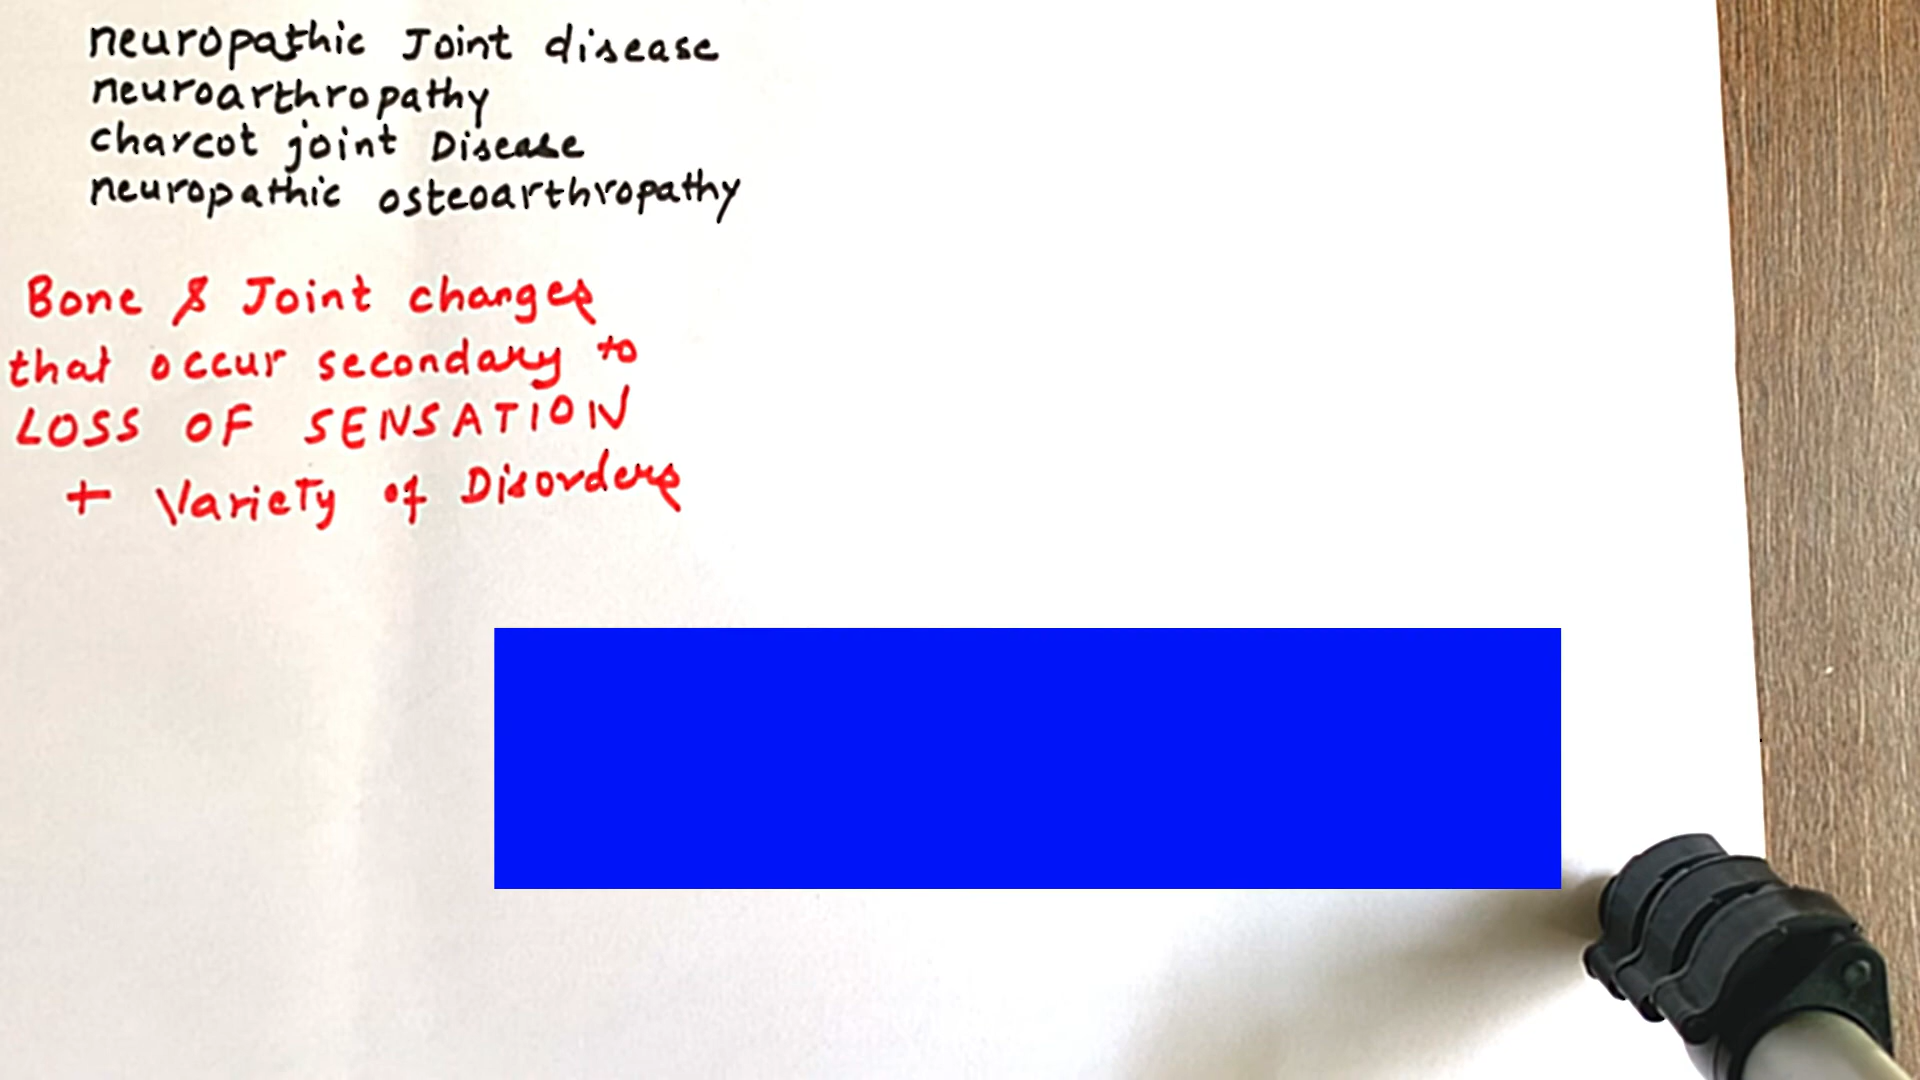 neuropathic Joint disease
neuroarthropathy
charcot joint Disease
neuropathic osteoarthropathy
Bone & Joint changes
that occur secondary to
LOSS OF SENSATION
+ Variety of Disorders